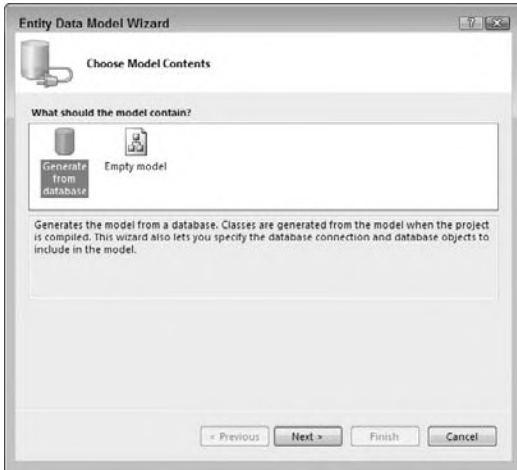 Entity Data Model Wizard
Choose Model Contents
What should the model contain?
Generate
from
database
Empty model
Generates the model from a database. Classes are generated from the model when the project
is compiled. This wizard also lets you specify the database connection and database objects to
include in the model.
< Previous
Next >
Finish
Cancel